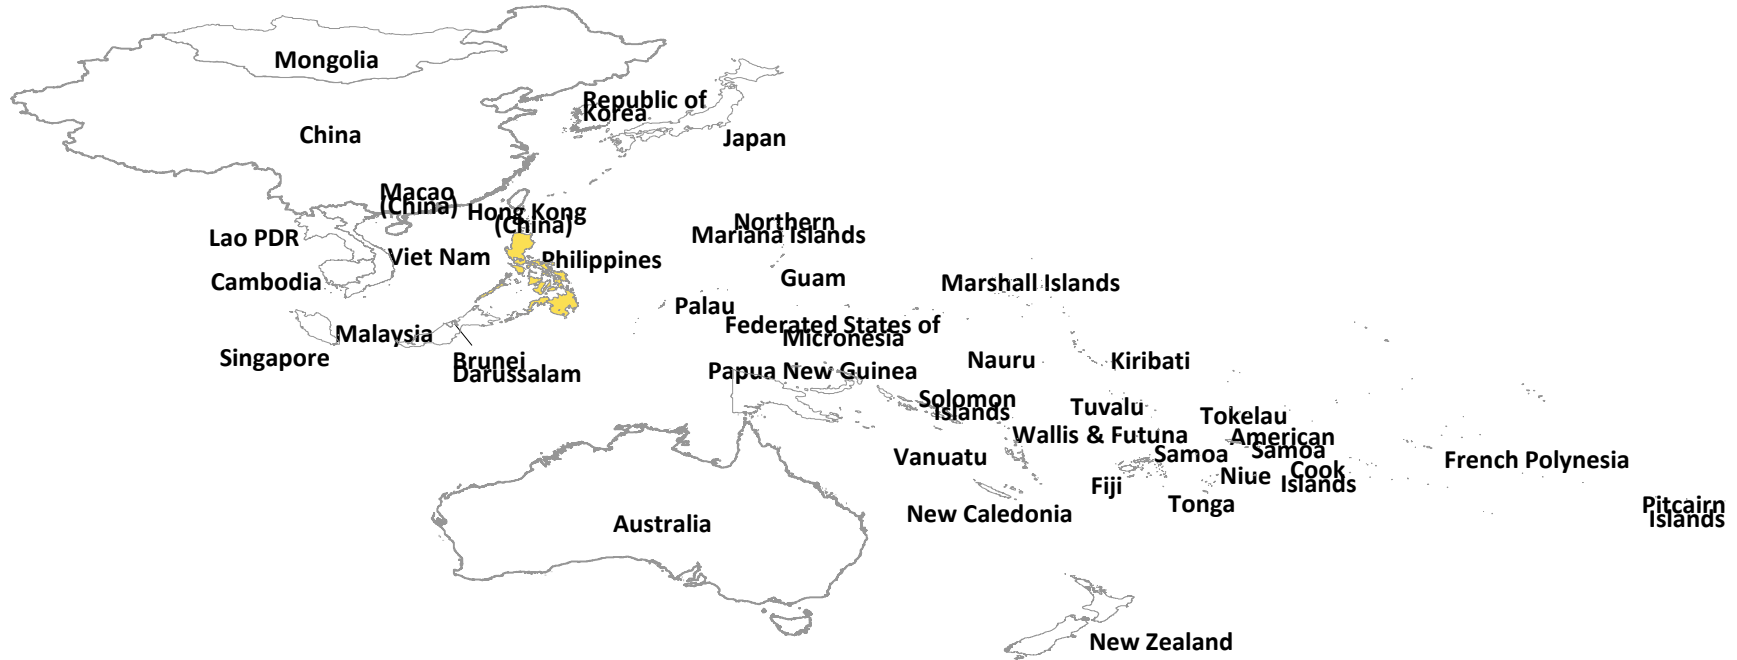 Mongolia
Republic of
Korea
China
Japan
Macao
(China)
Hong Kong
(China)
Northern
Mariana Islands
Lao PDR
Viet Nam
Philippines
Cambodia
Guam
Marshall Islands
Palau
Federated States of
Micronesia
Malaysia
Singapore
Brunei
Darussalam
Papua New Guinea
Nauru
Kiribati
Solomon
Islands
Tuvalu
Tokelau
Wallis & Futuna
American
Samoa
Samoa
Vanuatu
French Polynesia
Cook
Islands
Niue
Fiji
Tonga
New Caledonia
Pitcairn
Islands
Australia
New Zealand